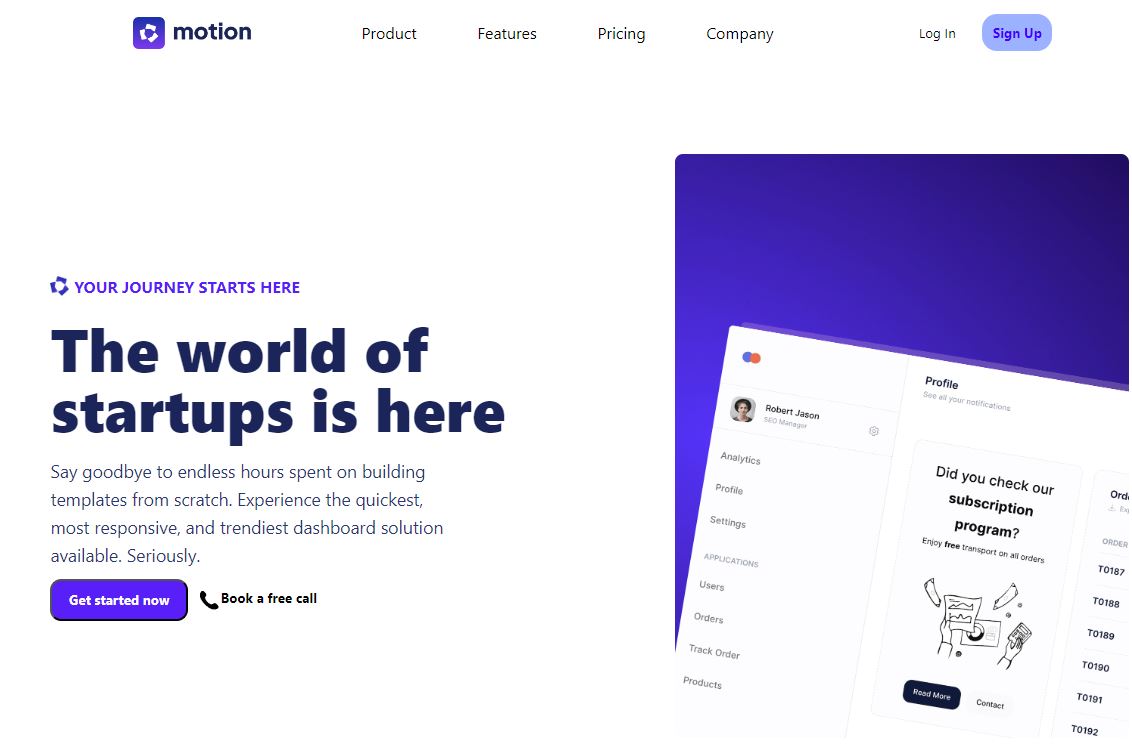 motion
Product
Features
Pricing
Company
Log In
Sign Up
YOUR JOURNEY STARTS HERE
The world of
startups is here
Say goodbye to endless hours spent on building
templates from scratch. Experience the quickest,
most responsive, and trendiest dashboard solution
available. Seriously.
Get started now
Book a free call
Robert Jason
SEO Manager
Analytics
Profile
Settings
APPLICATIONS
Users
Orders
Track Order
Products
Profile
See all your notifications
Did you check our
subscription
program?
Enjoy free transport on all orders
Read More
Contact
ORDER
T0187
T0188
T0189
T0190
T0191
T0192